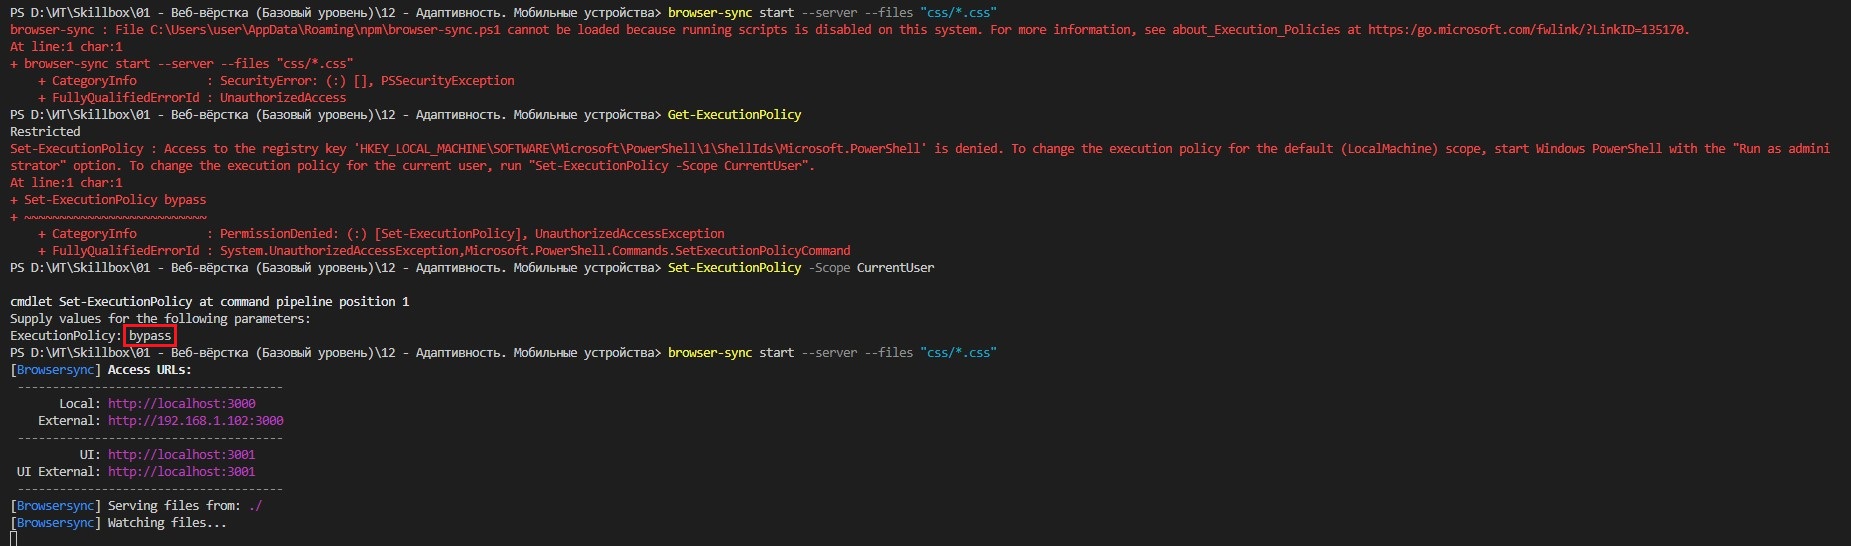 PS D:\ИТ\Skillbox\01 - Веб-вёрстка (Базовый уровень)\12 - Адаптивность. Мобильные устройства> browser-sync start --server --files "css/*.css"
browser-sync : File C:\Users\user\AppData\Roaming\npm\browser-sync.ps1 cannot be loaded because running scripts is disabled on this system. For more information, see about_Execution_Policies at https:/go.microsoft.com/fwlink/?LinkID=135170.
At line:1 char:1
+ browser-sync start --server --files "css/*.css"
    + CategoryInfo          : SecurityError: (:) [], PSSecurityException
    + FullyQualifiedErrorId : UnauthorizedAccess
PS D:\ИТ\Skillbox\01 - Веб-вёрстка (Базовый уровень)\12 - Адаптивность. Мобильные устройства> Get-ExecutionPolicy
Restricted
Set-ExecutionPolicy : Access to the registry key 'HKEY_LOCAL_MACHINE\SOFTWARE\Microsoft\PowerShell\1\ShellIds\Microsoft.PowerShell' is denied. To change the execution policy for the default (LocalMachine) scope, start Windows PowerShell with the "Run as admini
strator" option. To change the execution policy for the current user, run "Set-ExecutionPolicy -Scope CurrentUser".
At line:1 char:1
+ Set-ExecutionPolicy bypass
+ ~~~~~~~~~~~~~~~~~~~~~~~~~~
    + CategoryInfo          : PermissionDenied: (:) [Set-ExecutionPolicy], UnauthorizedAccessException
    + FullyQualifiedErrorId : System.UnauthorizedAccessException,Microsoft.PowerShell.Commands.SetExecutionPolicyCommand
PS D:\ИТ\Skillbox\01 - Веб-вёрстка (Базовый уровень)\12 - Адаптивность. Мобильные устройства> Set-ExecutionPolicy -Scope CurrentUser
cmdlet Set-ExecutionPolicy at command pipeline position 1
Supply values for the following parameters:
ExecutionPolicy: bypass
PS D:\ИТ\Skillbox\01 - Веб-вёрстка (Базовый уровень)\12 - Адаптивность. Мобильные устройства> browser-sync start --server --files "css/*.css"
[Browsersync] Access URLs:
 --------------------------------------
       Local: http://localhost:3000
    External: http://192.168.1.102:3000
 --------------------------------------
          UI: http://localhost:3001
 UI External: http://localhost:3001
 --------------------------------------
[Browsersync] Serving files from: ./
[Browsersync] Watching files...